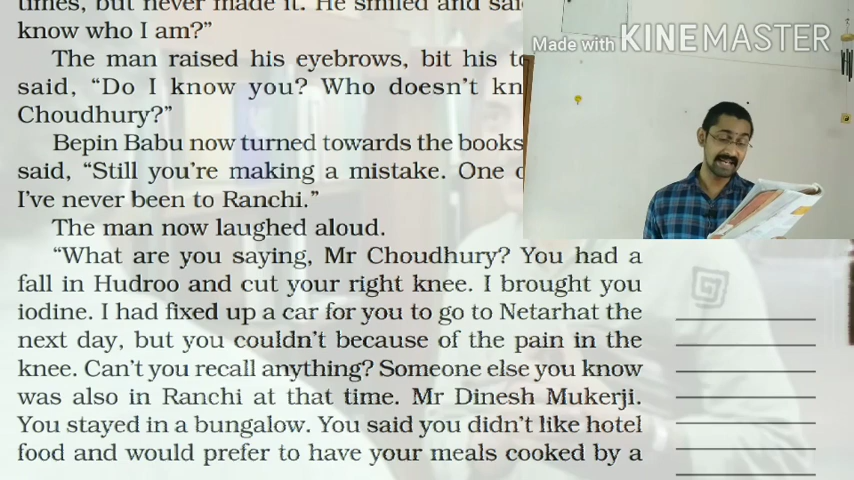 times, but never made it. He smiled and
know who I am?”
The man raised his eyebrows, bit his
said, “Do I know you? Who doesn’t
Choudhury?”
Bepin Babu now turned towards the
said, “Still you’re making a mistake. One
I’ve never been to Ranchi.”
The man now laughed aloud.
“What are you saying, Mr Choudhury? You had a
fall in Hudroo and cut your right knee. I brought you
iodine. I had fixed up a car for you to go to Netarhat the
next day, but you couldn’t because of the pain in the
knee. Can’t you recall anything? Someone else you know
was also in Ranchi at that time. Mr Dinesh Mukerji.
You stayed in a bungalow. You said you didn’t like hotel
food and would prefer to have your meals cooked by a
Made with KINEMASTER